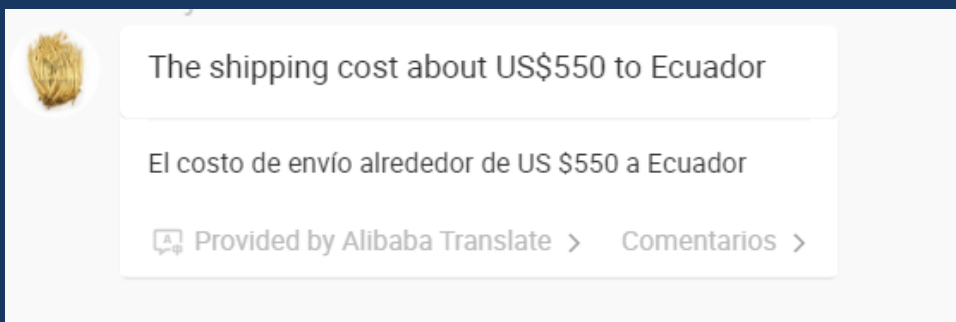 The shipping cost about US$550 to Ecuador
El costo de envío alrededor de US $550 a Ecuador
Provided by Alibaba Translate > Comentarios >